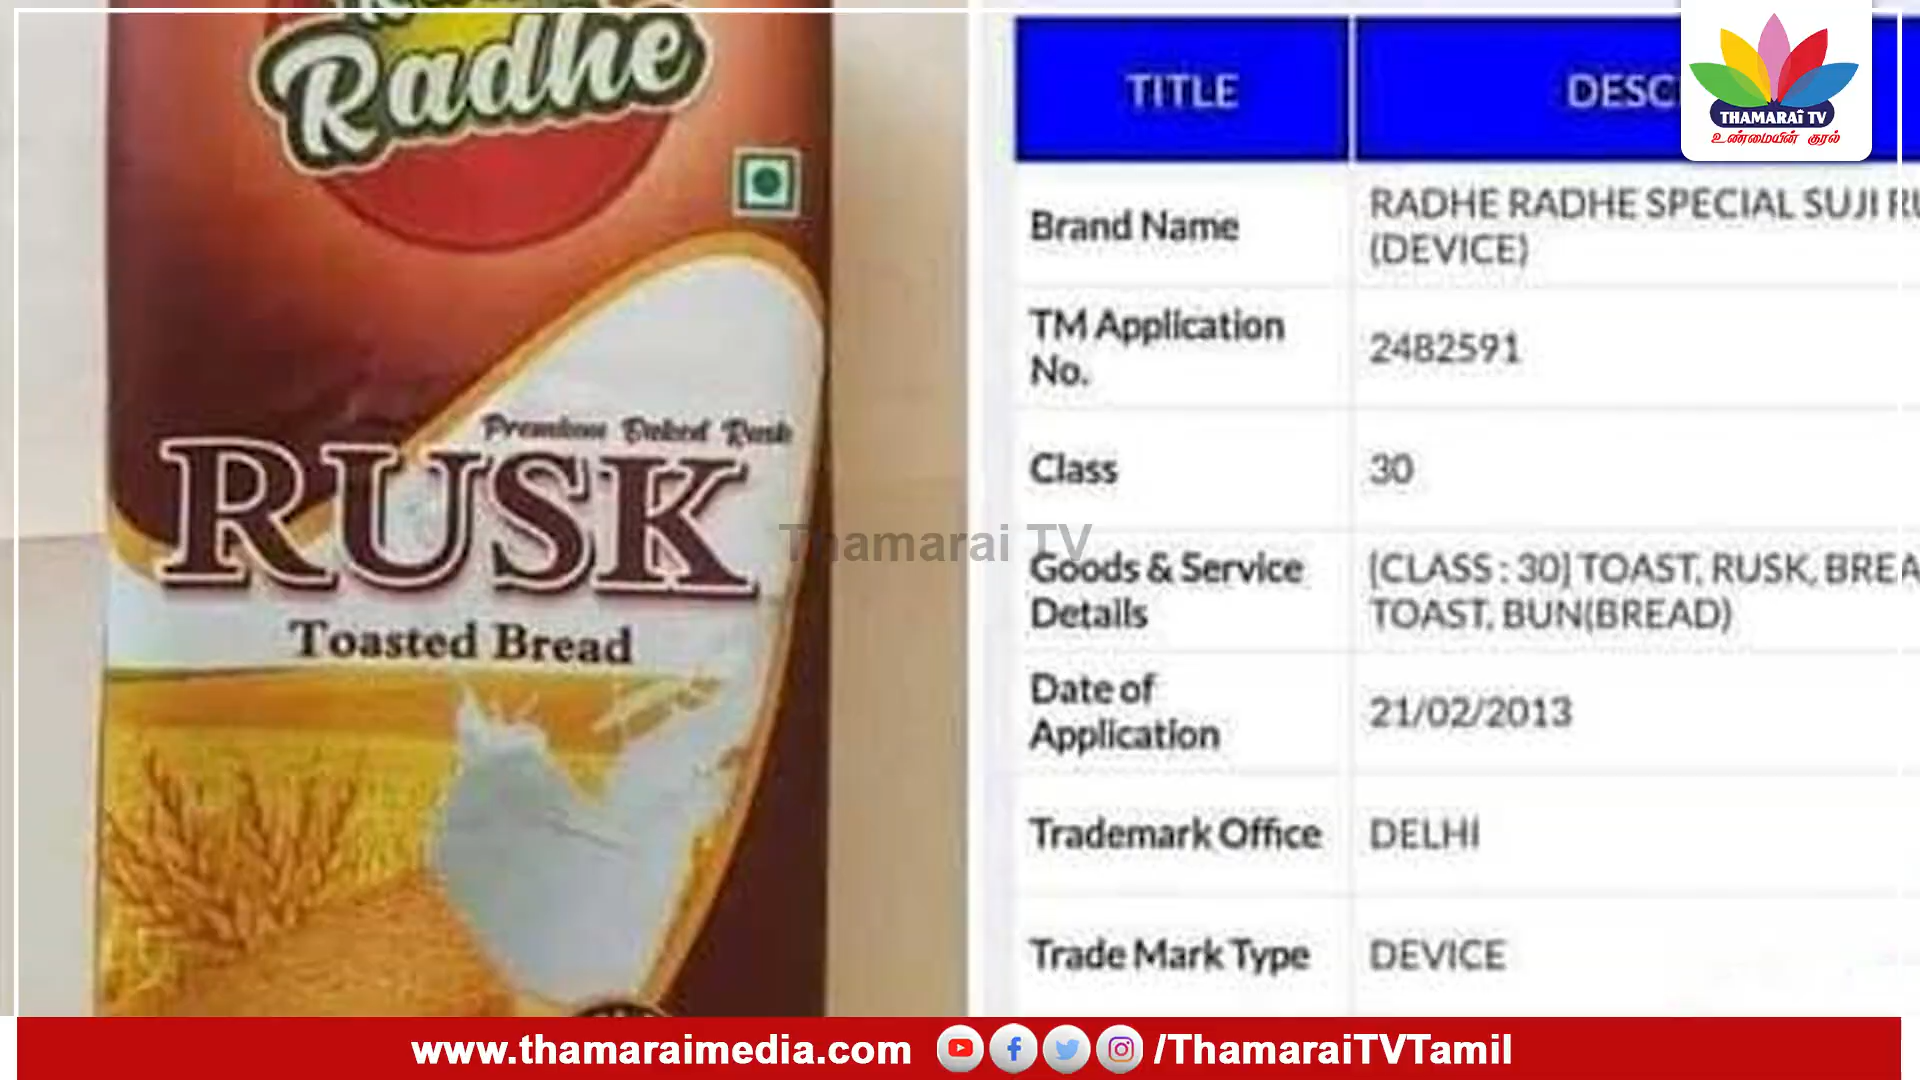 Radhe
Premium Baked Rusk
RUSK
Toasted Bread
TITLE
Brand Name
RADHE RADHE SPECIAL SUJI
(DEVICE)
TM Application
No.
2482591
Class
30
Goods & Service
Details
[CLASS : 30] TOAST, RUSK,
TOAST, BUN(BREAD)
Date of
Application
21/02/2013
Trademark Office
DELHI
Trade Mark Type
DEVICE
THAMARAI TV
உண்மையின் குரல்
Thamarai TV
www.thamaraimedia.com
/ThamaraiTVTamil